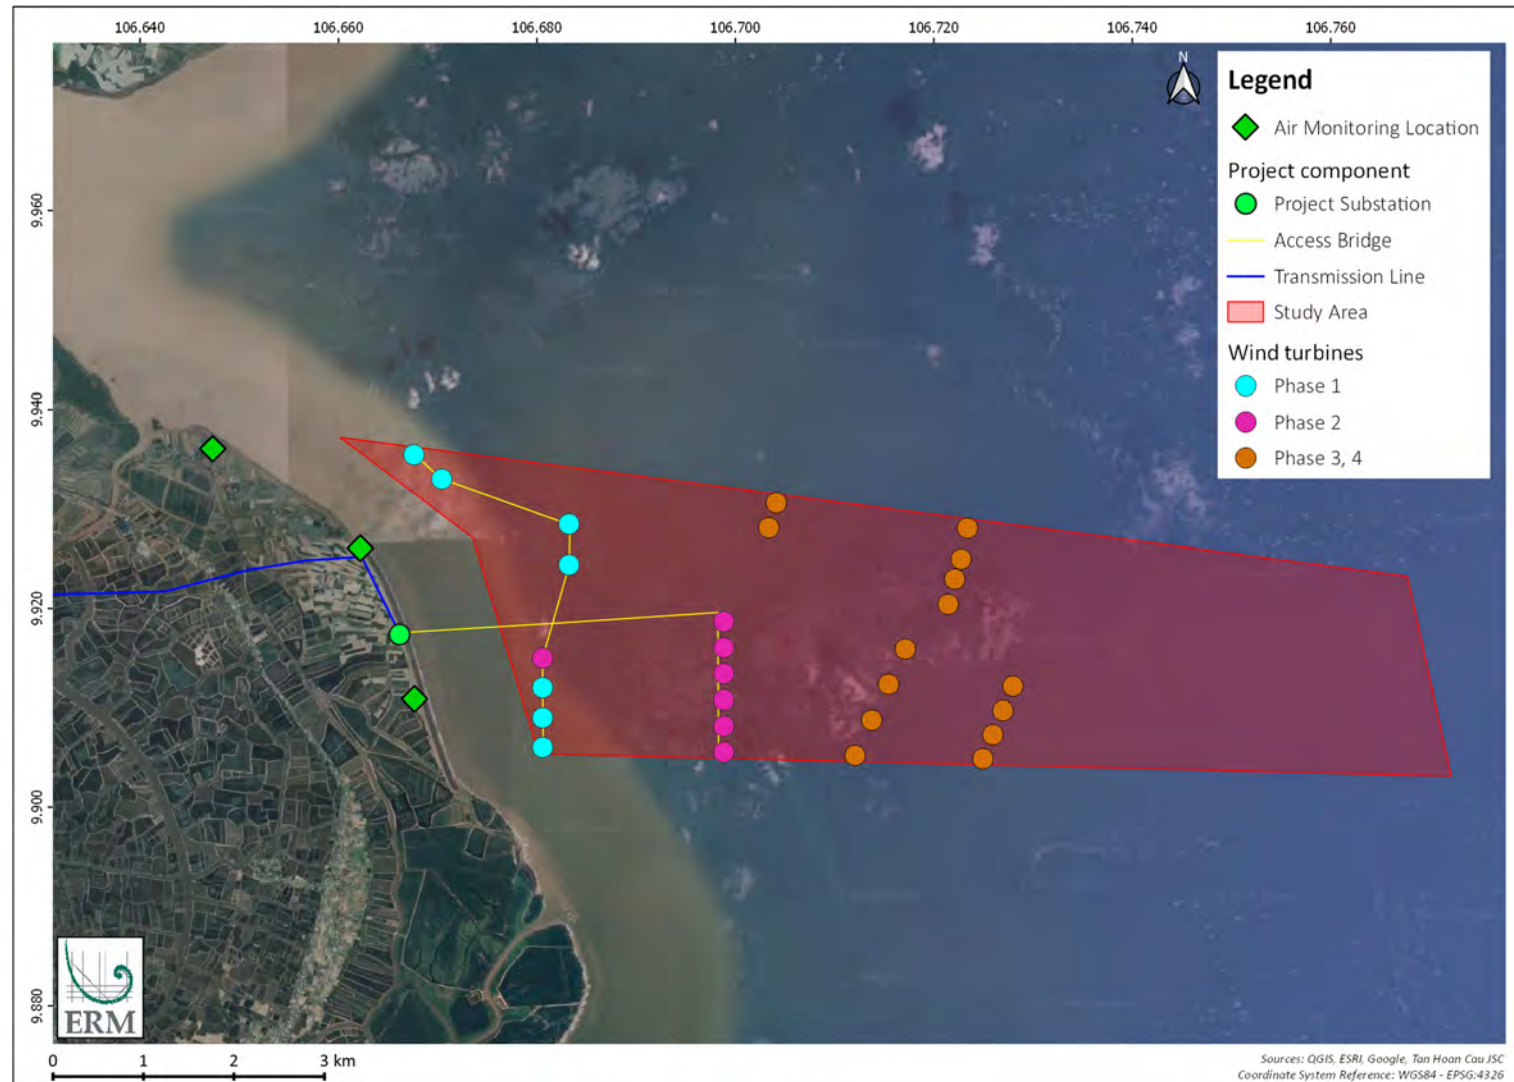 106.640 106.660 106.680 106.700 106.720 106.740 106.760
9.960
9.940
9.920
9.900
9.880
N
Legend
Air Monitoring Location
Project component
Project Substation
Access Bridge
Transmission Line
Study Area
Wind turbines
Phase 1
Phase 2
Phase 3, 4
ERM
0 1 2 3 km
Sources: QGIS, ESRI, Google, Tan Hoan Cau JSC
Coordinate System Reference: WGS84 - EPSG:4326